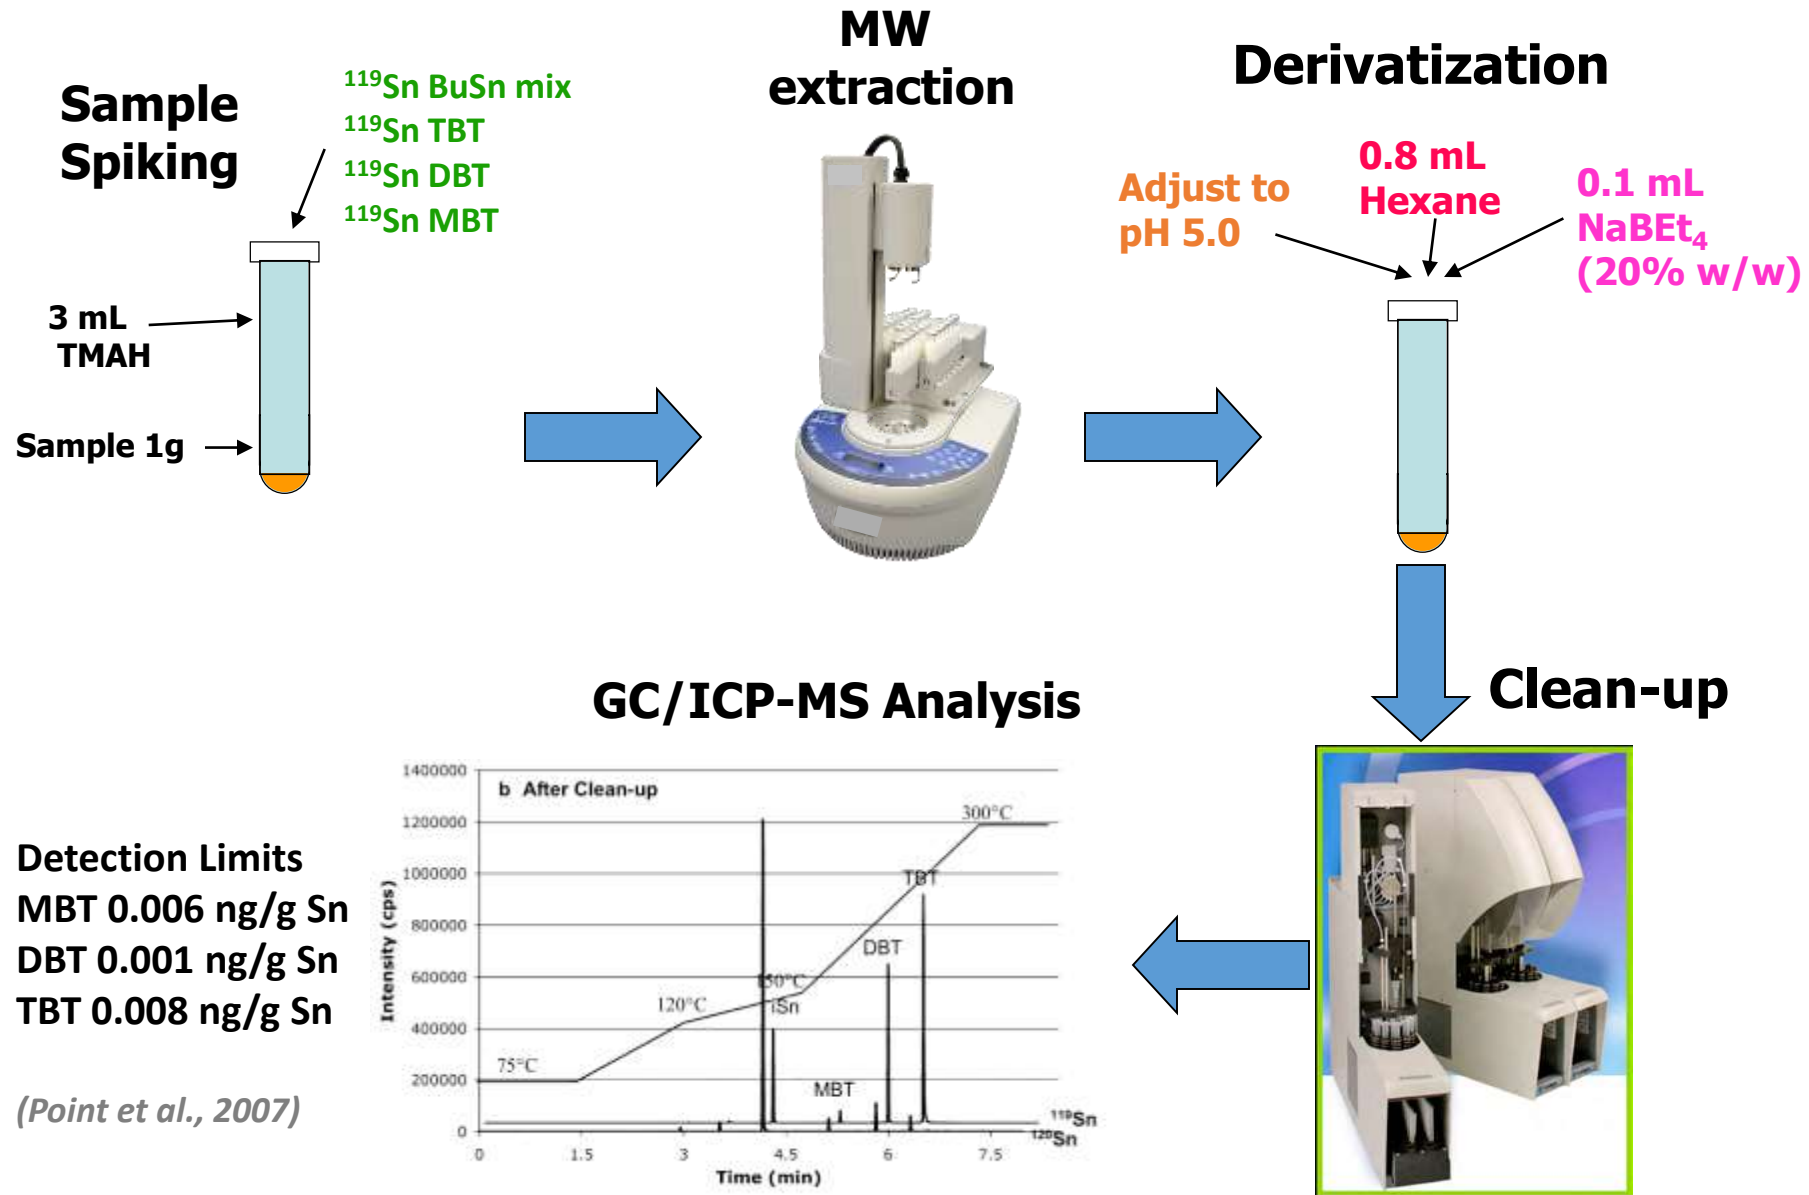 Sample
Spiking
¹¹⁹Sn BuSn mix
¹¹⁹Sn TBT
¹¹⁹Sn DBT
¹¹⁹Sn MBT
3 mL
TMAH
Sample 1g
MW
extraction
Derivatization
Adjust to
pH 5.0
0.8 mL
Hexane
0.1 mL
NaBEt₄
(20% w/w)
Clean-up
GC/ICP-MS Analysis
Detection Limits
MBT 0.006 ng/g Sn
DBT 0.001 ng/g Sn
TBT 0.008 ng/g Sn
(Point et al., 2007)
b After Clean-up
Intensity (cps)
1400000
1200000
1000000
800000
600000
400000
200000
0
75°C
120°C
150°C
300°C
iSn
MBT
DBT
TBT
¹¹⁹Sn
¹²⁰Sn
0
1.5
3
4.5
6
7.5
Time (min)